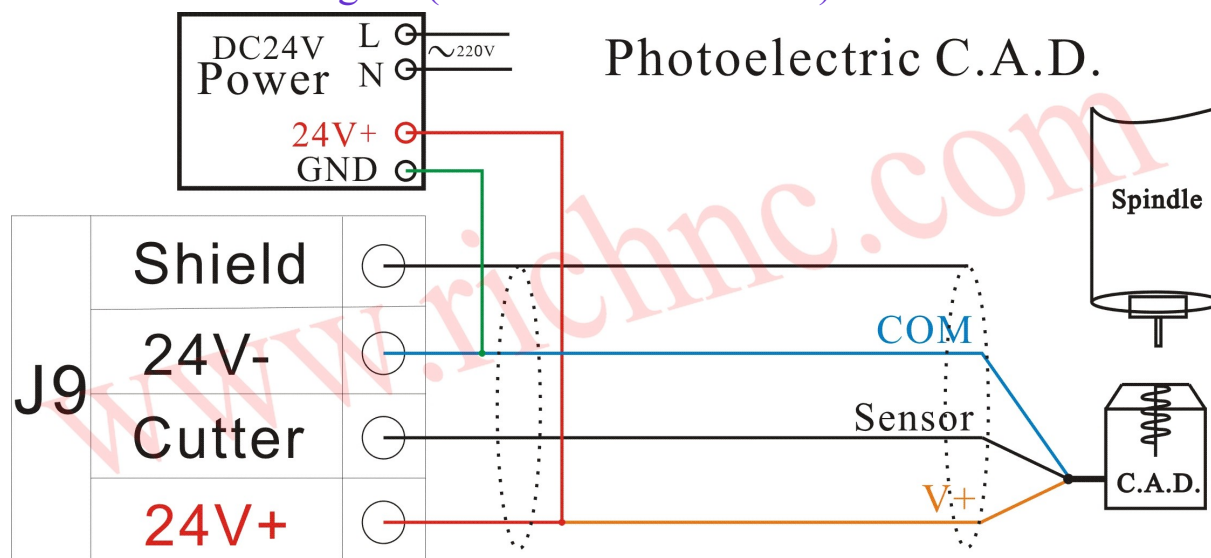 DC24V
Power
L
N
～220V
24V+
GND
Photoelectric C.A.D.
Spindle
J9
Shield
24V-
Cutter
24V+
COM
Sensor
V+
C.A.D.
www.richnc.com